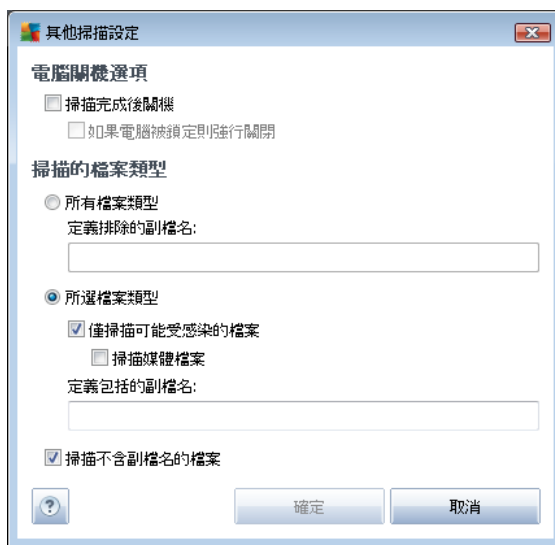 其他掃描設定
電腦關機選項
掃描完成後關機
如果電腦被鎖定則強行關閉
掃描的檔案類型
所有檔案類型
定義排除的副檔名:
所選檔案類型
僅掃描可能受感染的檔案
掃描媒體檔案
定義包括的副檔名:
掃描不含副檔名的檔案
?
確定
取消